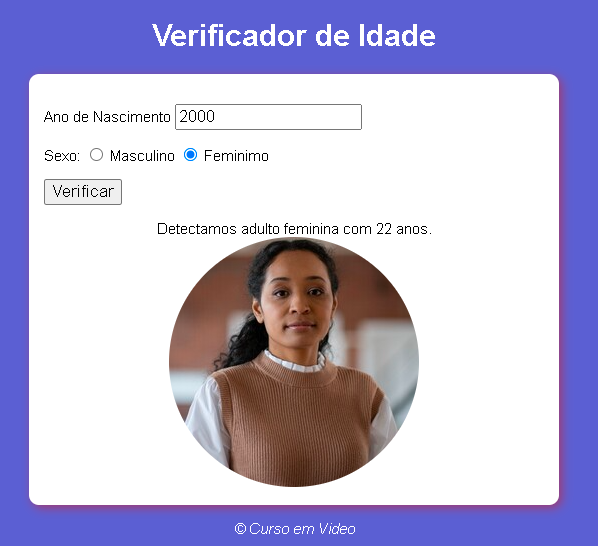 Verificador de Idade
Ano de Nascimento 2000
Sexo: Masculino Feminimo
Verificar
Detectamos adulto feminina com 22 anos.
© Curso em Video